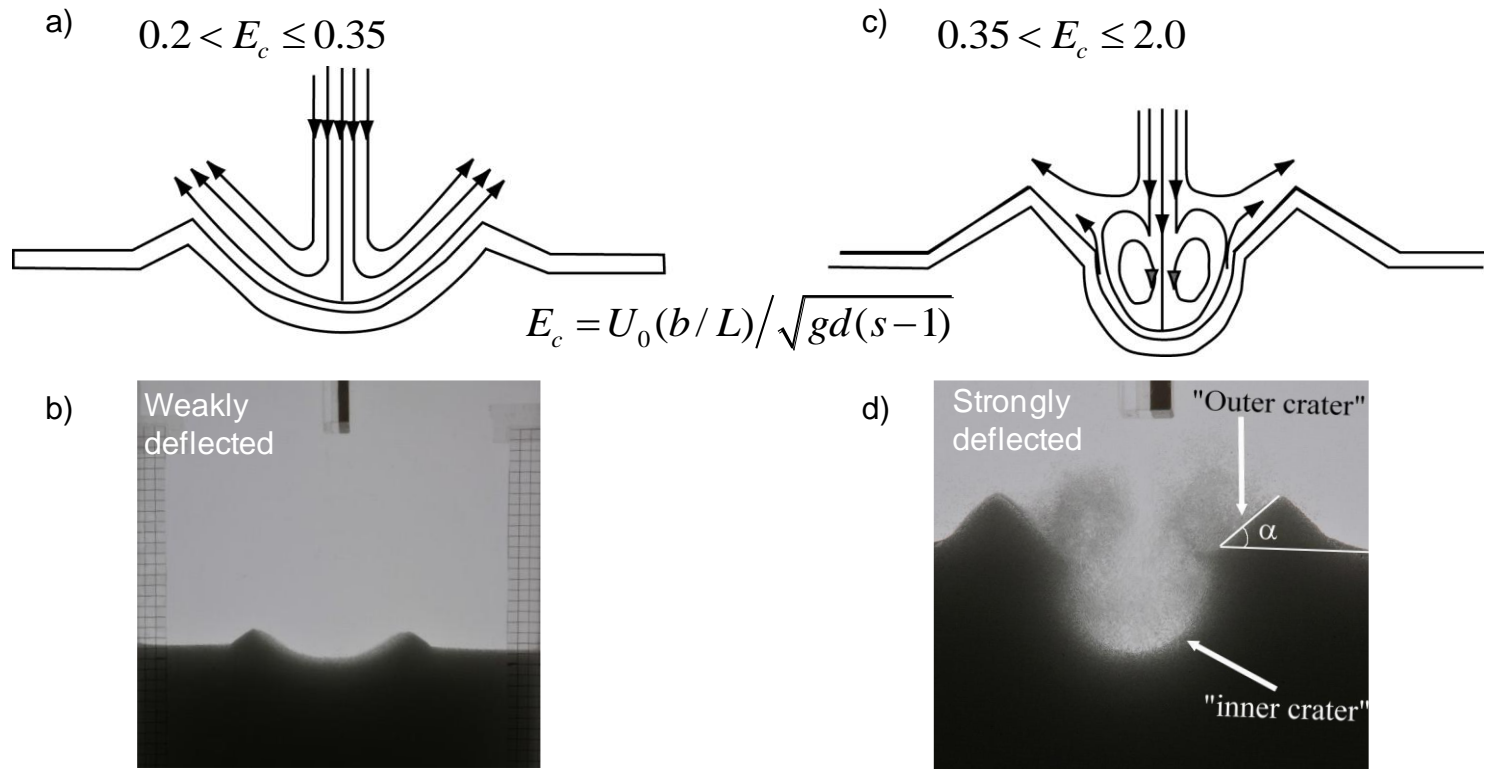 a)
0.2 < E_c ≤ 0.35
c)
0.35 < E_c ≤ 2.0
E_c = U_0(b/L)/√gd(s−1)
b)
Weakly
deflected
d)
Strongly
deflected
"Outer crater"
α
"inner crater"